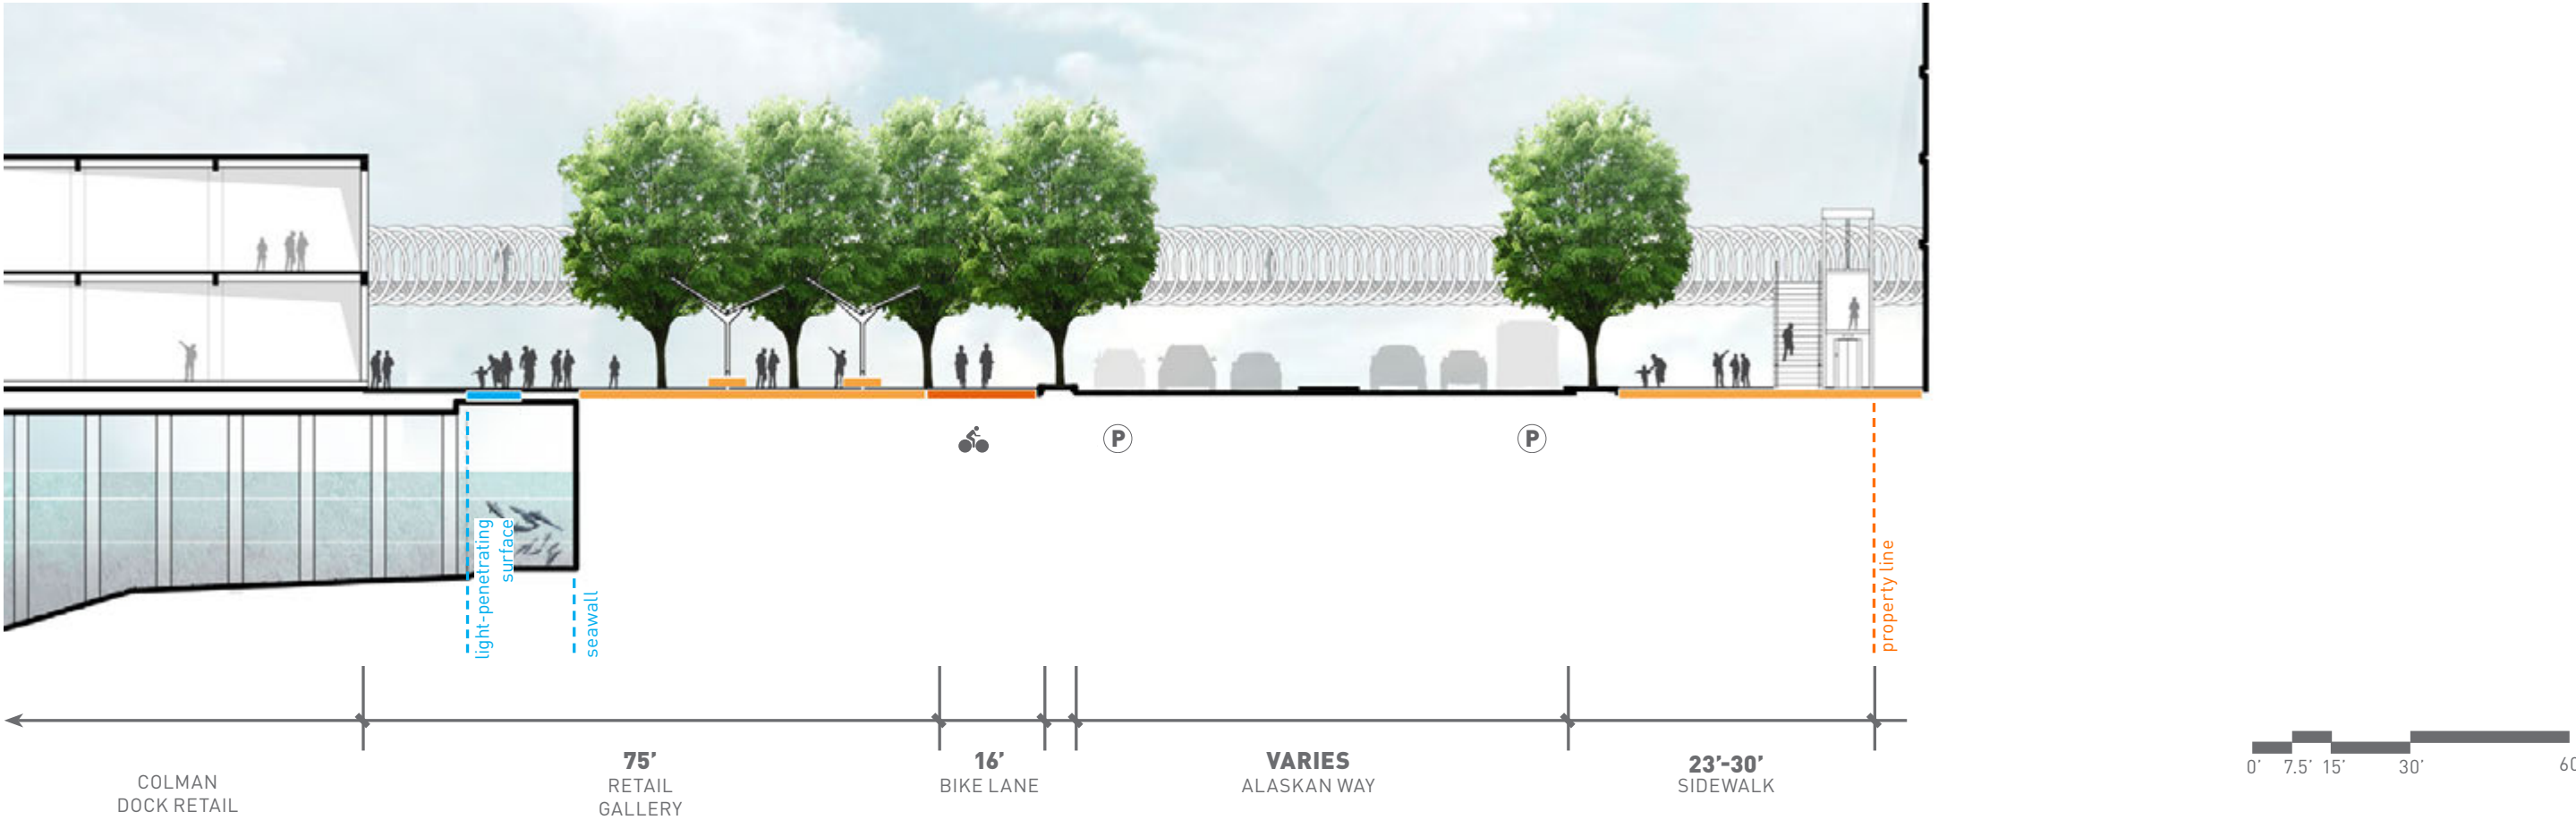 P
P
light-penetrating
surface
seawall
property line
75’
RETAIL
GALLERY
16’
BIKE LANE
VARIES
ALASKAN WAY
23’-30’
SIDEWALK
COLMAN
DOCK RETAIL
0’ 7.5’ 15’ 30’ 60